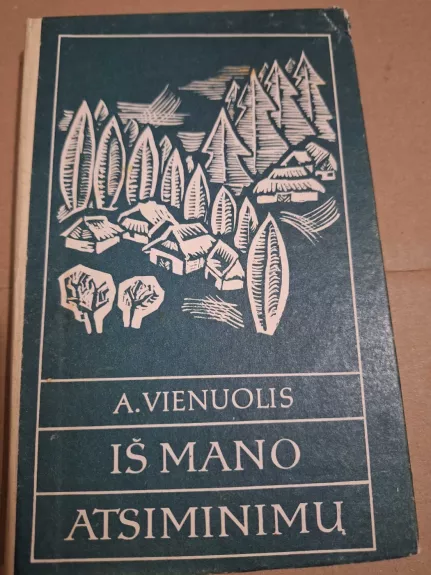 A. VIENUOLIS
IŠ MANO
ATSIMINIMŲ